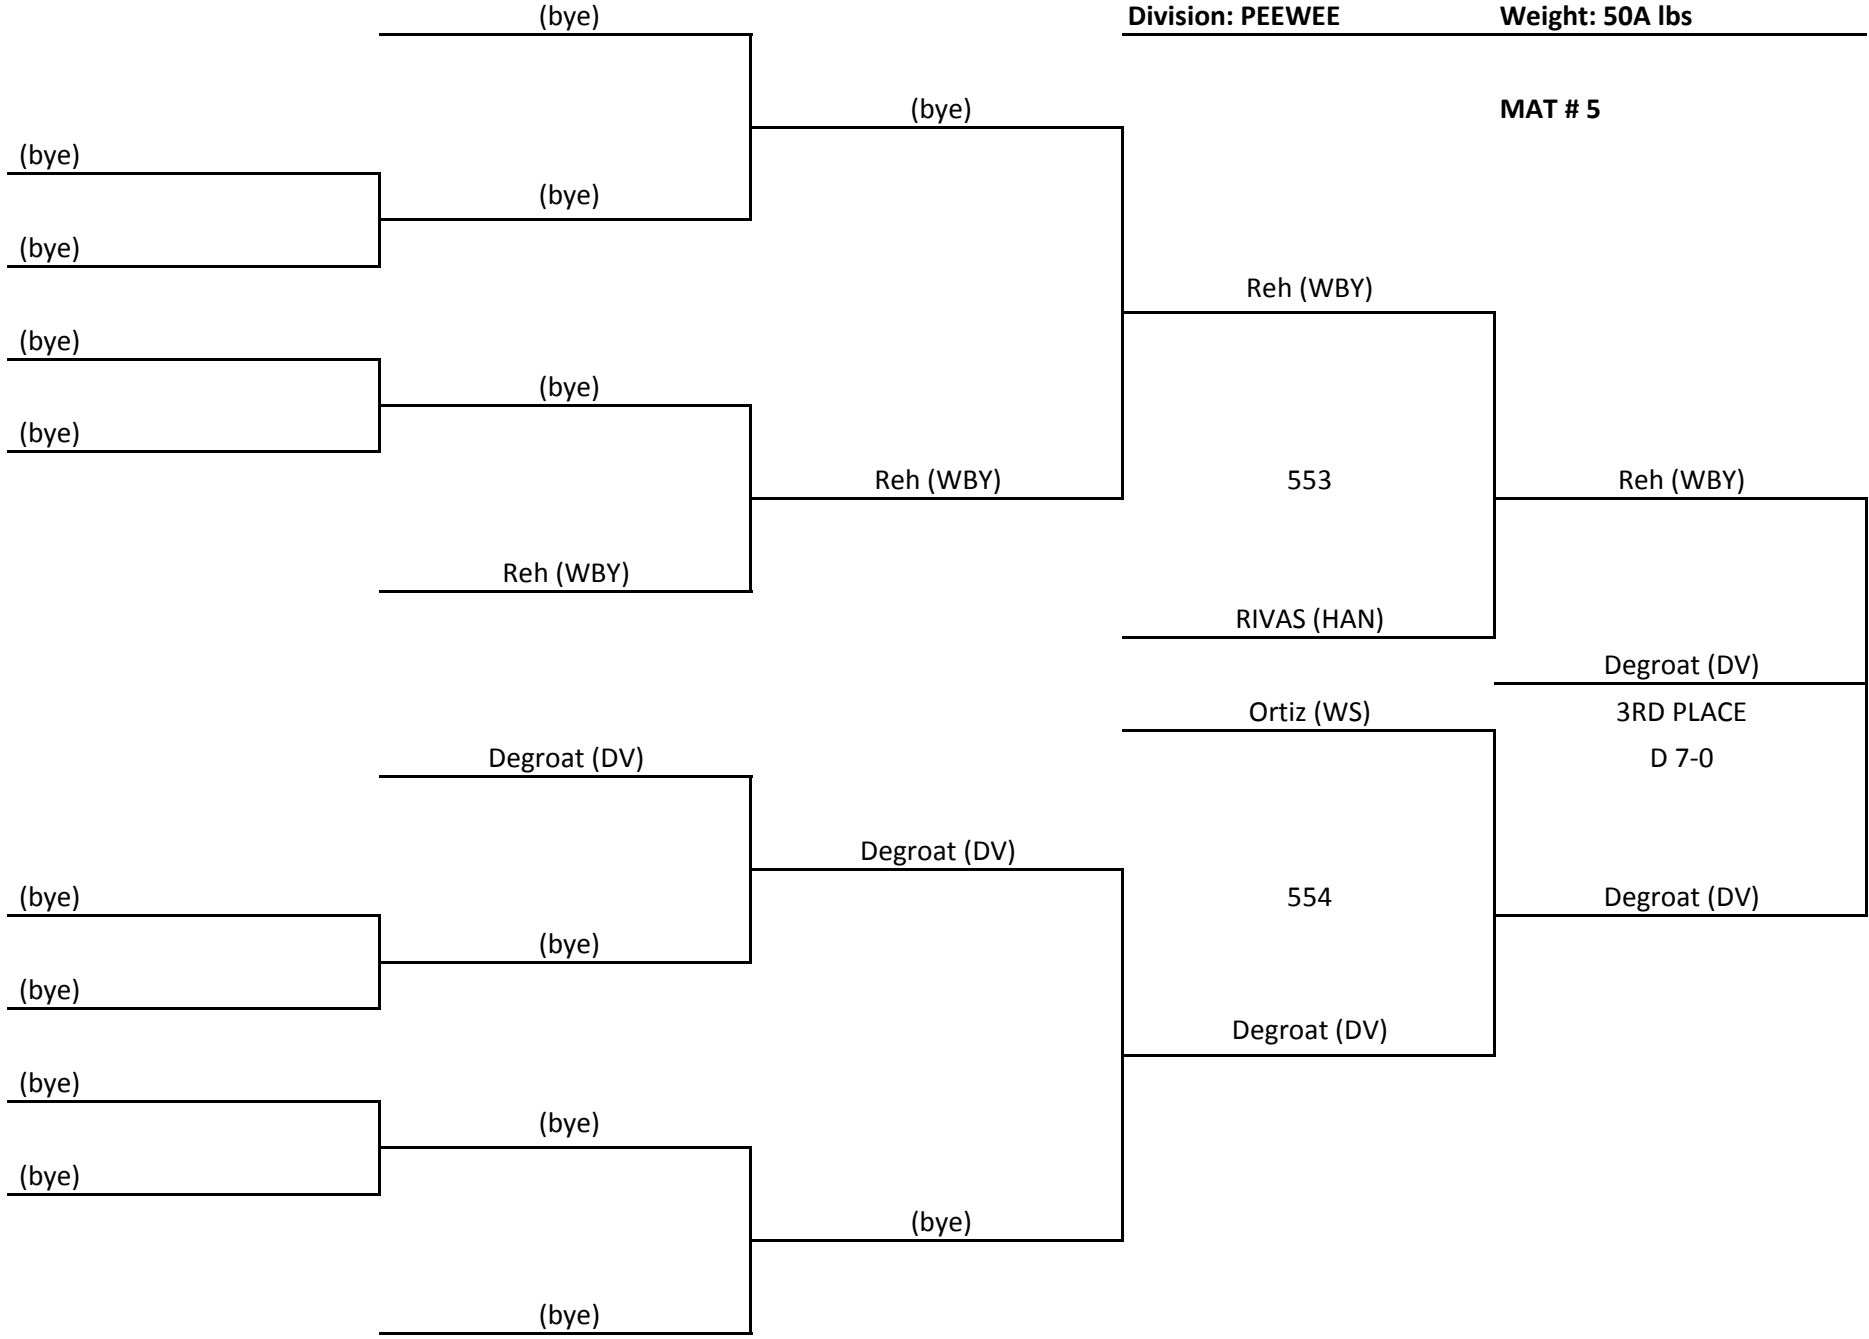 (bye)
Division: PEEWEE Weight: 50A lbs
(bye)
MAT # 5
(bye)
(bye)
(bye)
Reh (WBY)
(bye)
(bye)
(bye)
Reh (WBY)
553
Reh (WBY)
Reh (WBY)
RIVAS (HAN)
Degroat (DV)
Ortiz (WS)
3RD PLACE
Degroat (DV)
D 7-0
Degroat (DV)
(bye)
554
Degroat (DV)
(bye)
(bye)
Degroat (DV)
(bye)
(bye)
(bye)
(bye)
(bye)